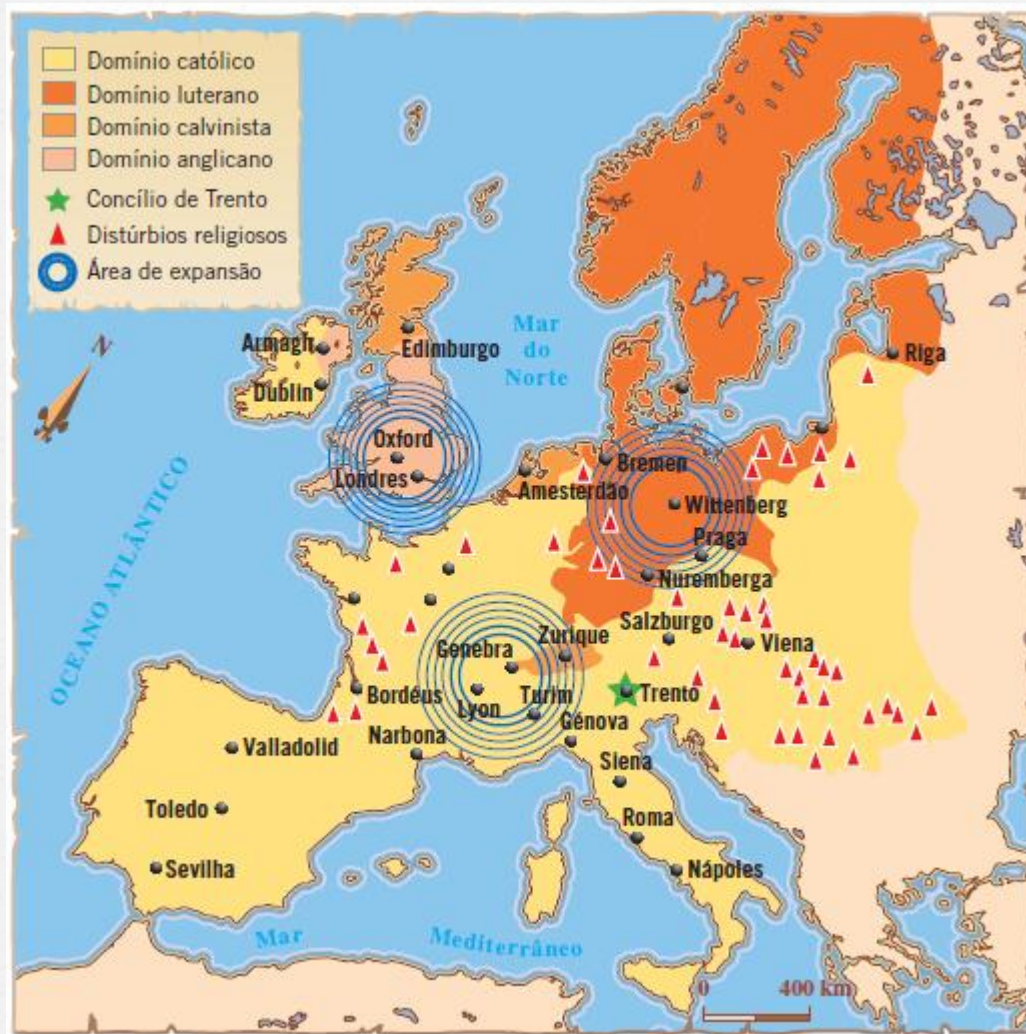 Domínio católico
Domínio luterano
Domínio calvinista
Domínio anglicano
Concílio de Trento
Distúrbios religiosos
Área de expansão
N
Mar
do
Norte
Armagh
Edimburgo
Dublin
Riga
OCEANO ATLÂNTICO
Oxford
Londres
Amesterdão
Bremen
Wittenberg
Praga
Nuremberga
Salzburgo
Viena
Zurique
Genebra
Trento
Bordéus
Lyon
Turim
Génova
Narbona
Valladolid
Siena
Toledo
Roma
Sevilha
Nápoles
Mar Mediterrâneo
0 400 km